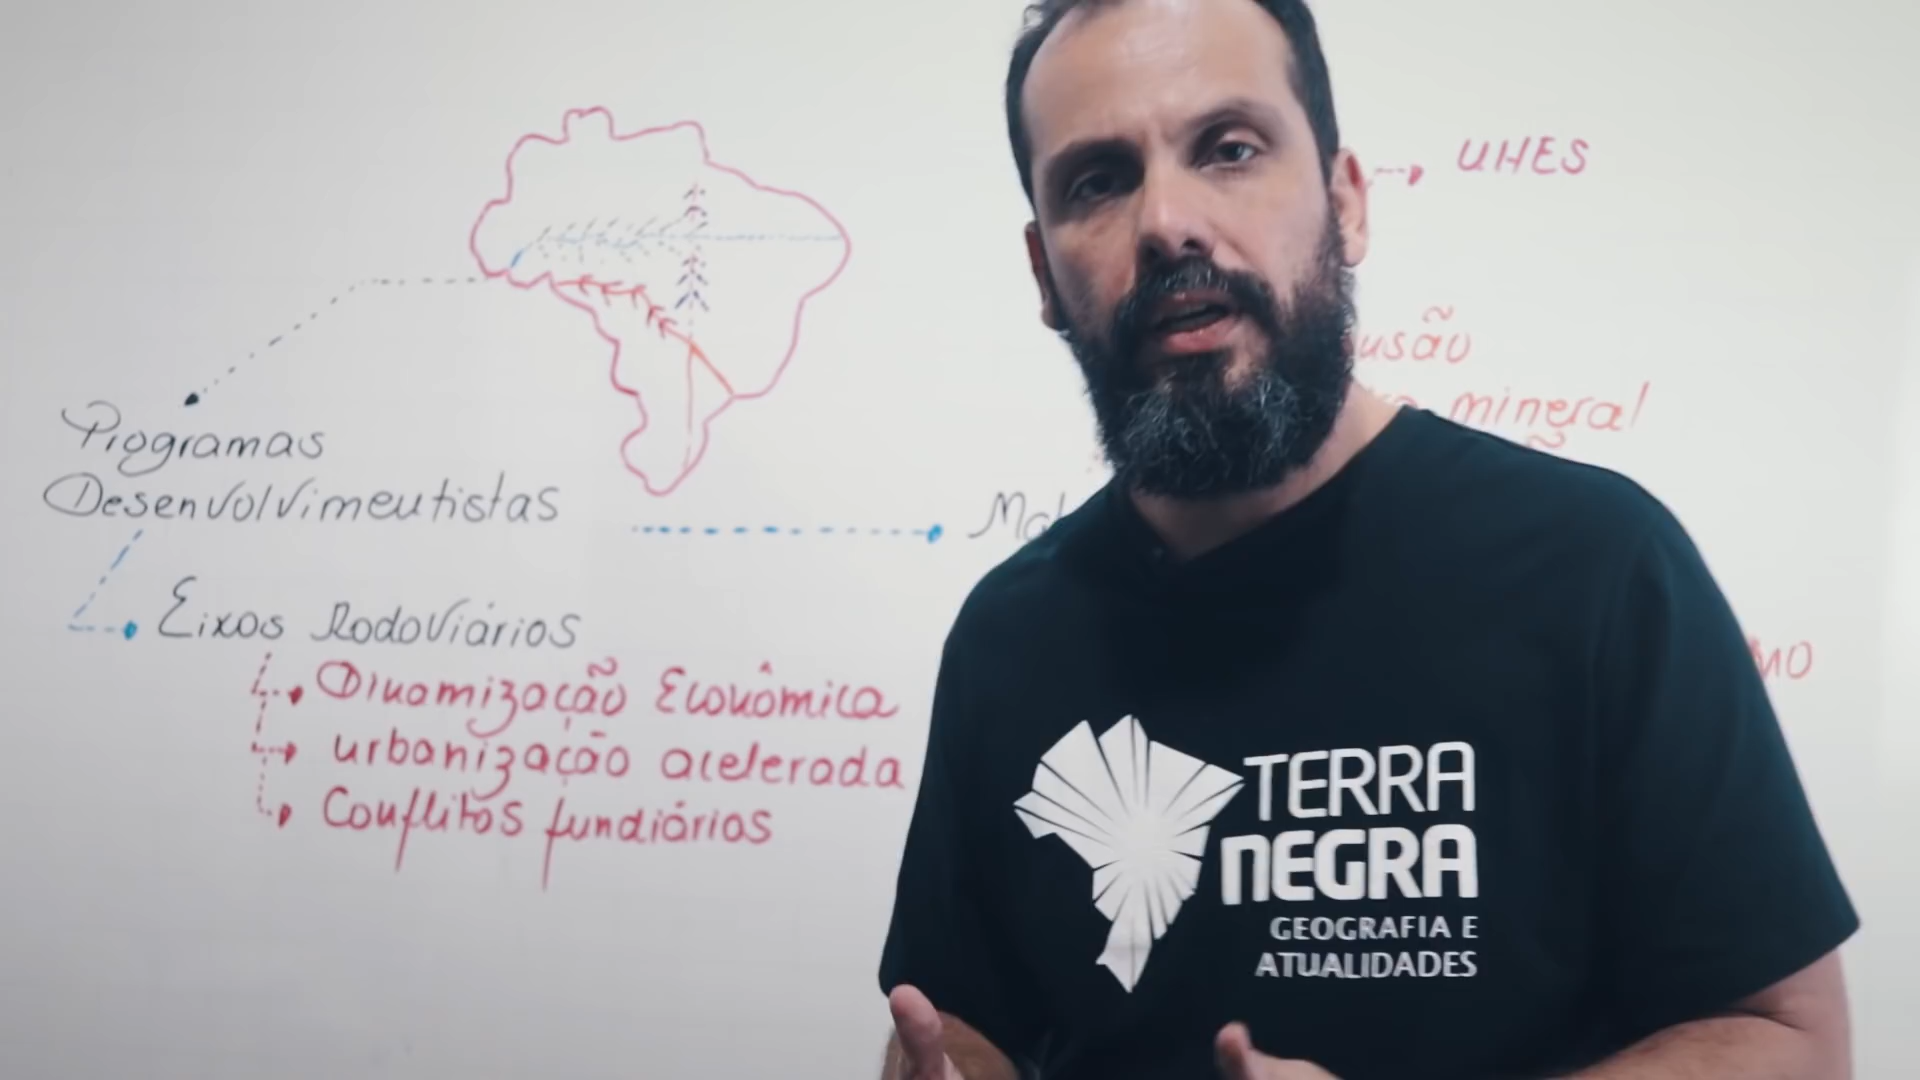 UHES
mineral
Programas
Desenvolvimentistas
Eixos Rodoviários
Dinamização Econômica
urbanização acelerada
Conflitos fundiários
TERRA
NEGRA
GEOGRAFIA E
ATUALIDADES